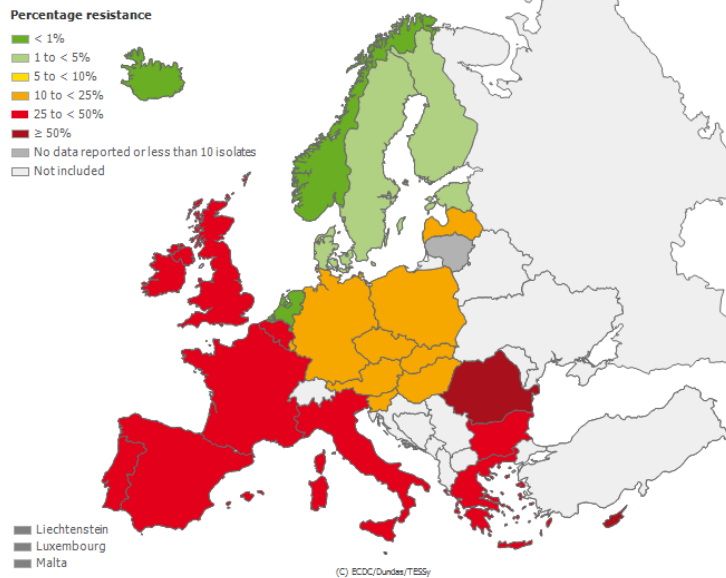 Percentage resistance
< 1%
1 to < 5%
5 to < 10%
10 to < 25%
25 to < 50%
≥ 50%
No data reported or less than 10 isolates
Not included
Liechtenstein
Luxembourg
Malta
(C) ECDC/Dundas/TESSy